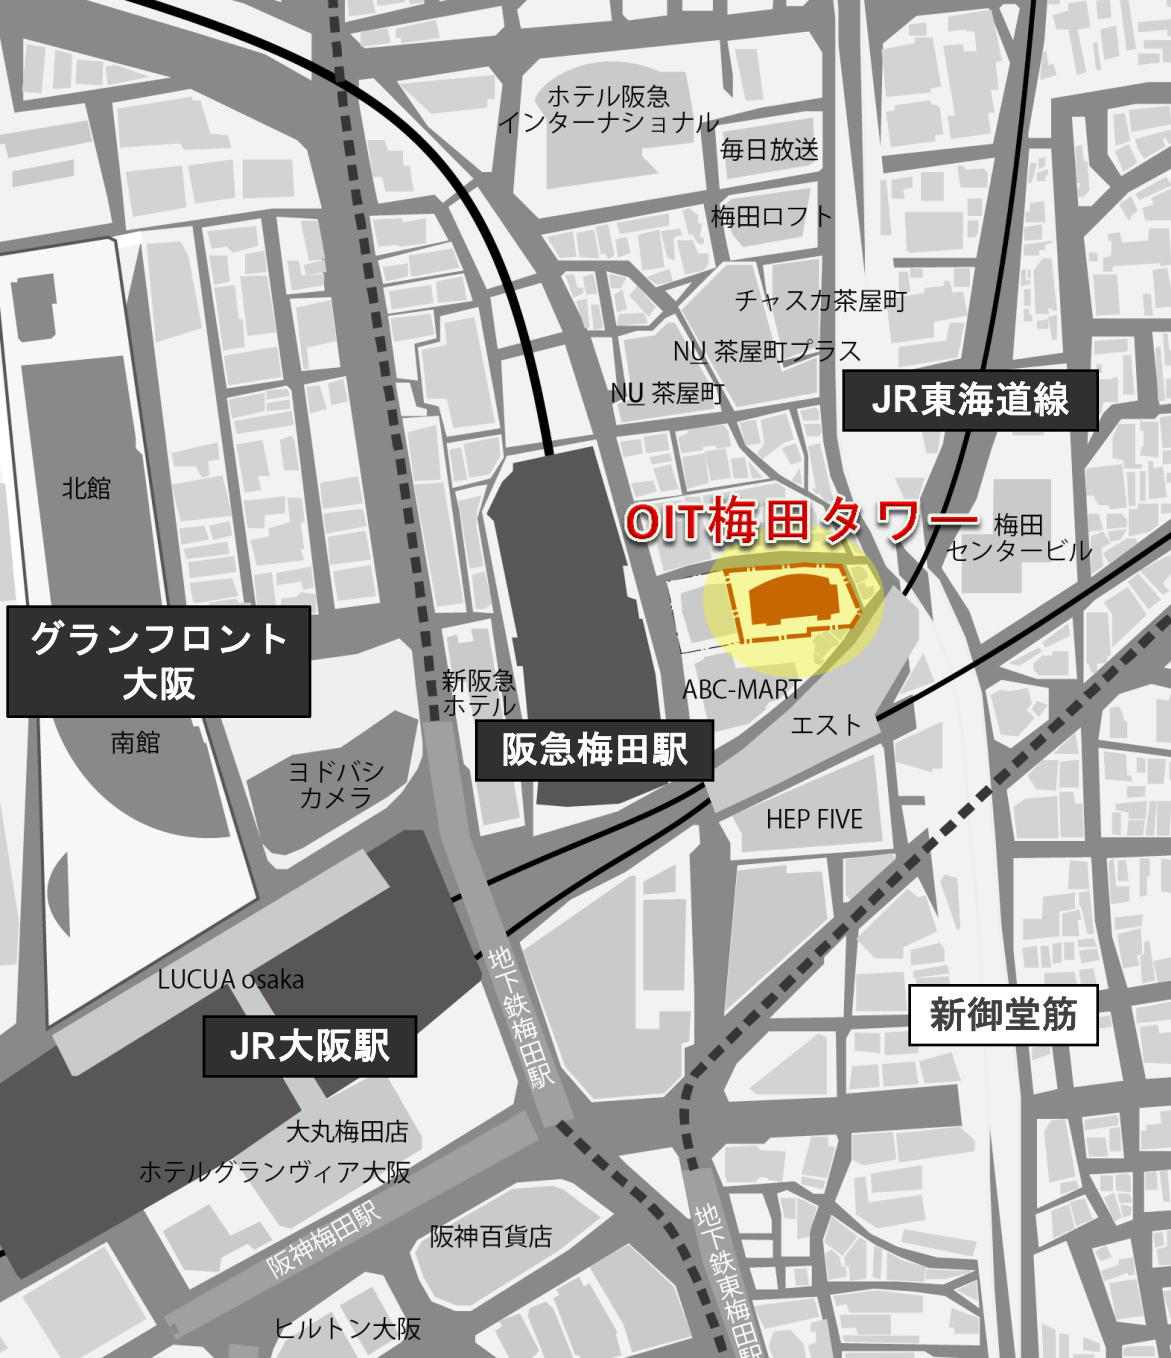 ホテル阪急
インターナショナル
毎日放送
梅田ロフト
チャスカ茶屋町
NU 茶屋町プラス
NU 茶屋町
JR東海道線
北館
OIT梅田タワー
梅田
センタービル
グランフロント
大阪
新阪急
ホテル
ABC-MART
エスト
南館
阪急梅田駅
ヨドバシ
カメラ
HEP FIVE
LUCUA osaka
地下鉄梅田駅
新御堂筋
JR大阪駅
大丸梅田店
ホテルグランヴィア大阪
阪神梅田駅
阪神百貨店
地下鉄東梅田駅
ヒルトン大阪